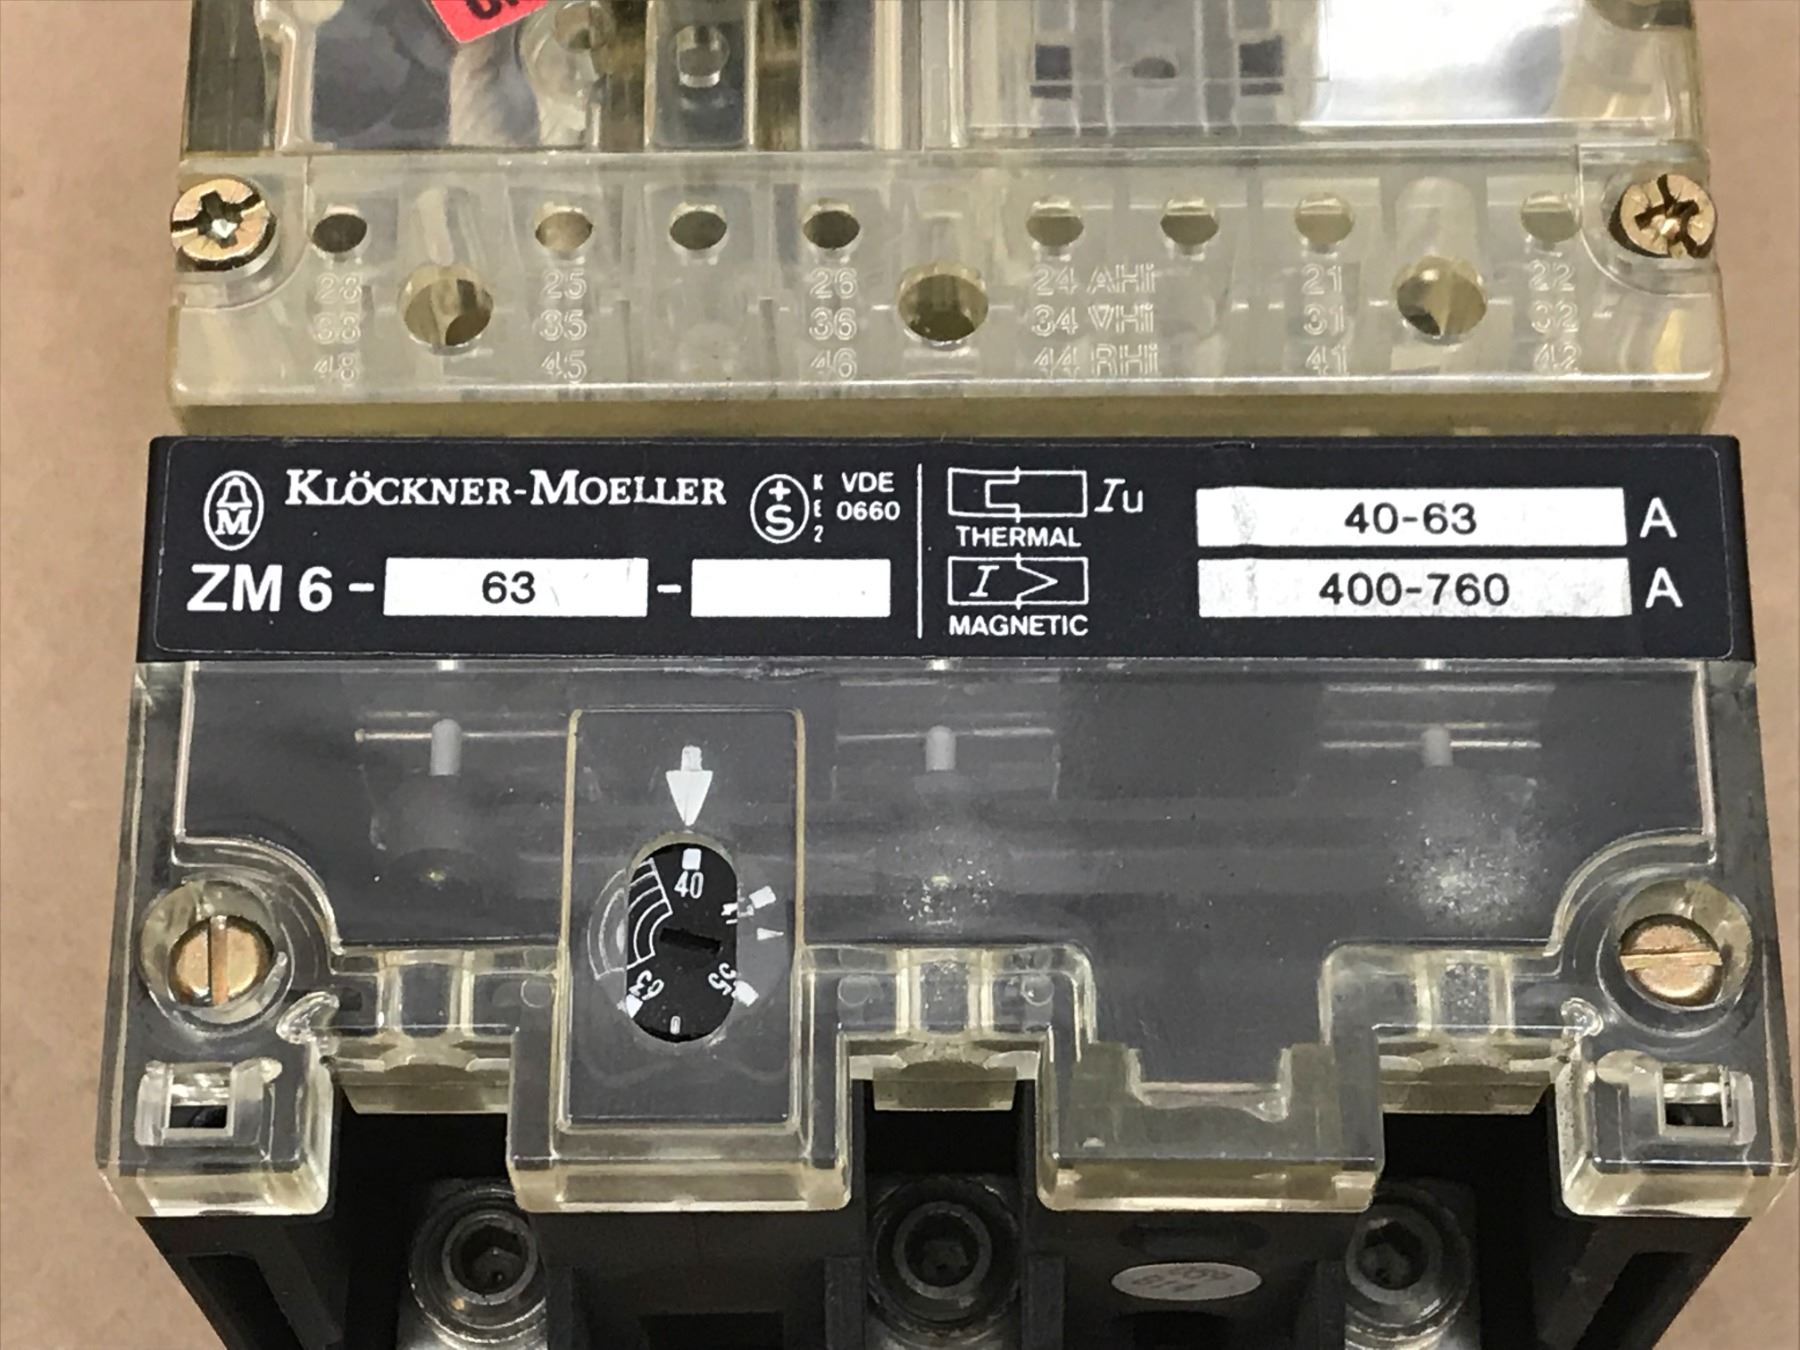 23 25 26 24 AHi 21 22
33 35 36 34 VHi 31 32
43 45 46 44 RHi 41 42
M KLÖCKNER-MOELLER +S KE2 VDE 0660
THERMAL Iu 40-63 A
ZM 6 - 63 -
I >
MAGNETIC 400-760 A
40
55
63